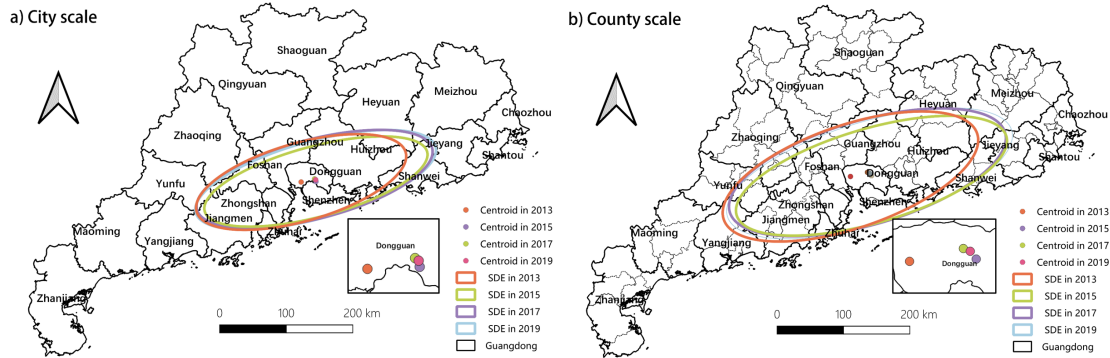 a) City scale
Shaoguan
Qingyuan
Meizhou
Heyuan
Chaozhou
Zhaoqing
Guangzhou
Jieyang
Huizhou
Shantou
Foshan
Dongguan
Shanwei
Yunfu
Zhongshan
Shenzhen
Jiangmen
Maoming
Zhuhai
Yangjiang
Zhanjiang
Dongguan
Centroid in 2013
Centroid in 2015
Centroid in 2017
Centroid in 2019
SDE in 2013
SDE in 2015
SDE in 2017
SDE in 2019
Guangdong
0 100 200 km
b) County scale
Shaoguan
Qingyuan
Meizhou
Heyuan
Chaozhou
Zhaoqing
Guangzhou
Jieyang
Huizhou
Shantou
Foshan
Dongguan
Shanwei
Yunfu
Zhongshan
Shenzhen
Jiangmen
Maoming
Zhuhai
Yangjiang
Zhanjiang
Dongguan
Centroid in 2013
Centroid in 2015
Centroid in 2017
Centroid in 2019
SDE in 2013
SDE in 2015
SDE in 2017
SDE in 2019
Guangdong
0 100 200 km